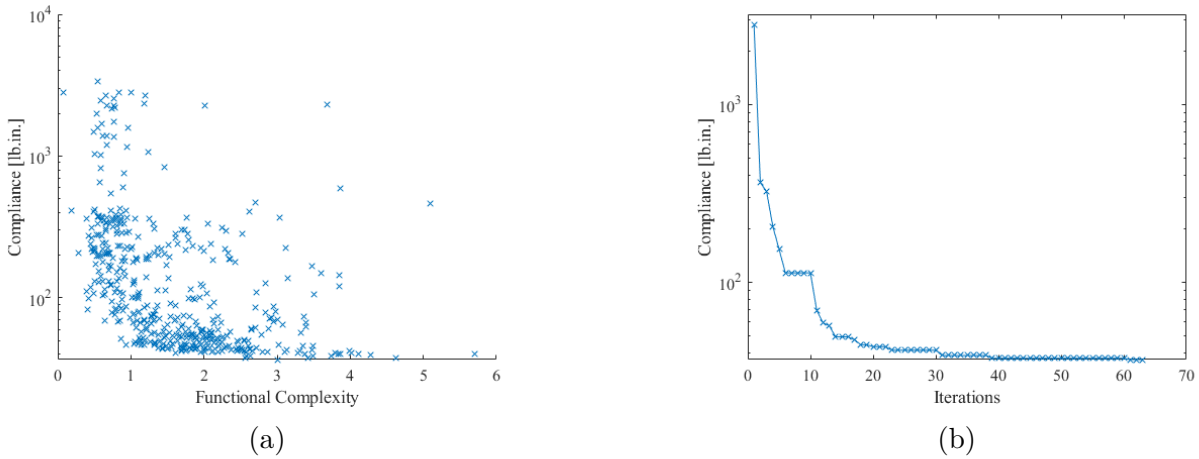 10^4
10^3
10^2
Compliance [lb.in.]
0 1 2 3 4 5 6
Functional Complexity
(a)
10^3
10^2
Compliance [lb.in.]
0 10 20 30 40 50 60 70
Iterations
(b)